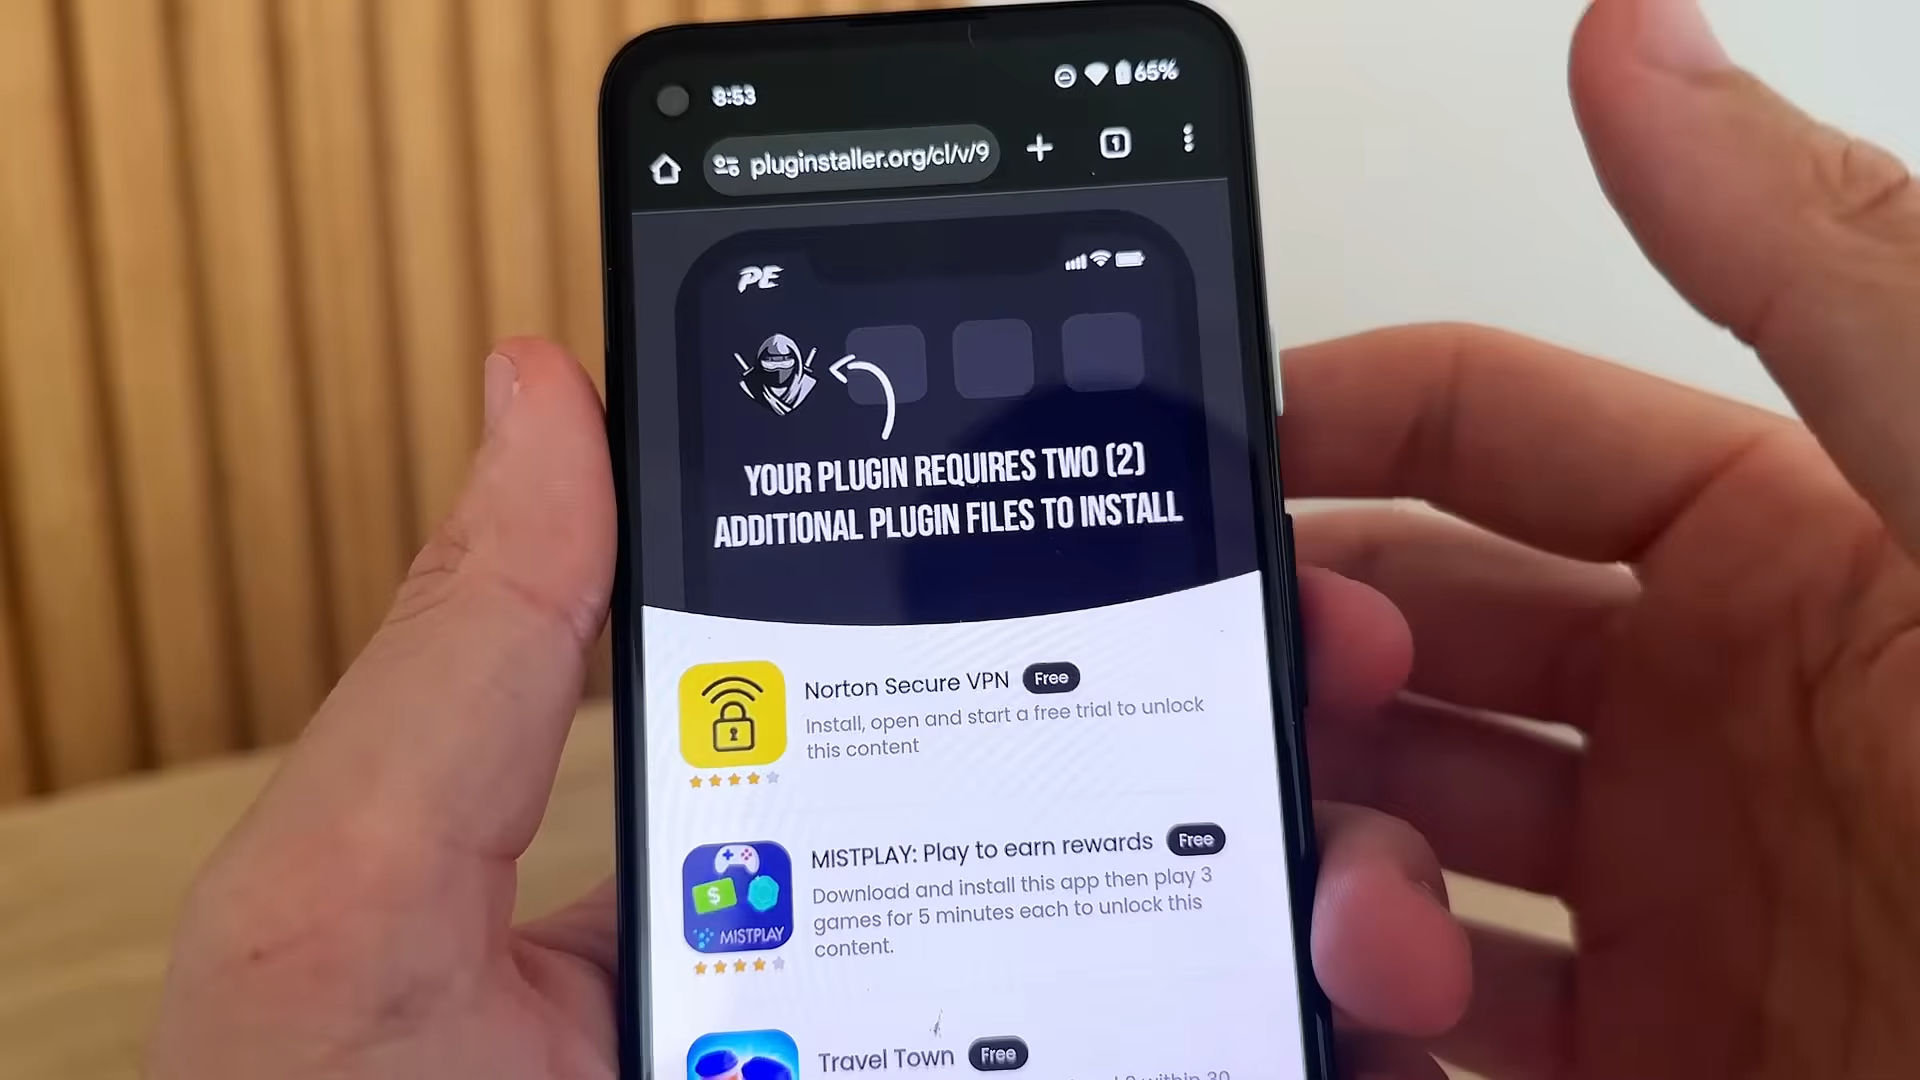 8:53
65%
pluginstaller.org/cl/v/9
1
PE
YOUR PLUGIN REQUIRES TWO (2)
ADDITIONAL PLUGIN FILES TO INSTALL
Norton Secure VPN Free
Install, open and start a free trial to unlock
this content
MISTPLAY: Play to earn rewards Free
Download and install this app then play 3
games for 5 minutes each to unlock this
content.
$
MISTPLAY
Travel Town Free
within 30